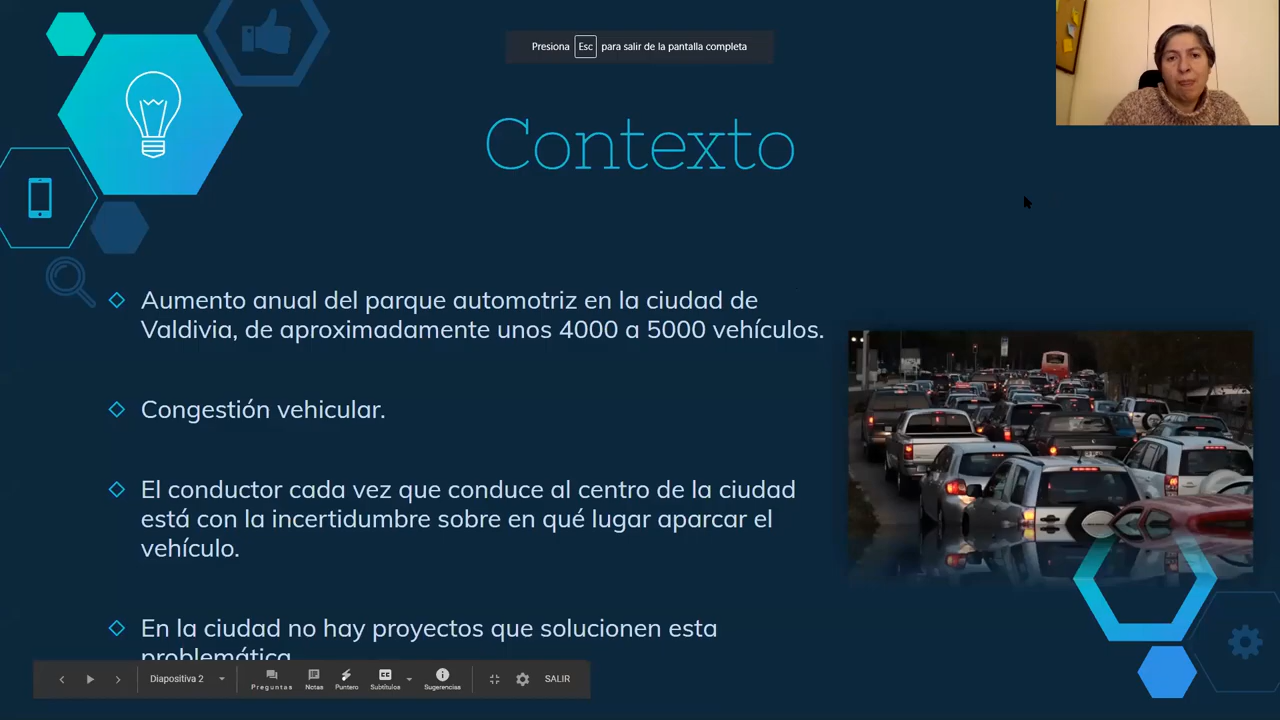 Presiona Esc para salir de la pantalla completa
Contexto
Aumento anual del parque automotriz en la ciudad de
Valdivia, de aproximadamente unos 4000 a 5000 vehículos.
Congestión vehicular.
El conductor cada vez que conduce al centro de la ciudad
está con la incertidumbre sobre en qué lugar aparcar el
vehículo.
En la ciudad no hay proyectos que solucionen esta
problemática.
Diapositiva 2
Preguntas
Notas
Puntero
CC
Subtítulos
Sugerencias
SALIR